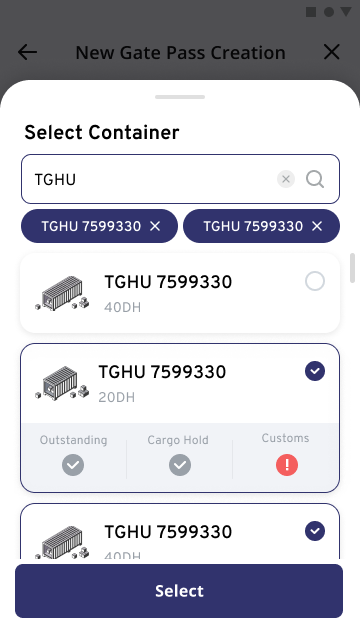 New Gate Pass Creation
Select Container
TGHU
TGHU 7599330 TGHU 7599330
TGHU 7599330
40DH
TGHU 7599330
20DH
Outstanding Cargo Hold Customs
TGHU 7599330
40DH
Select